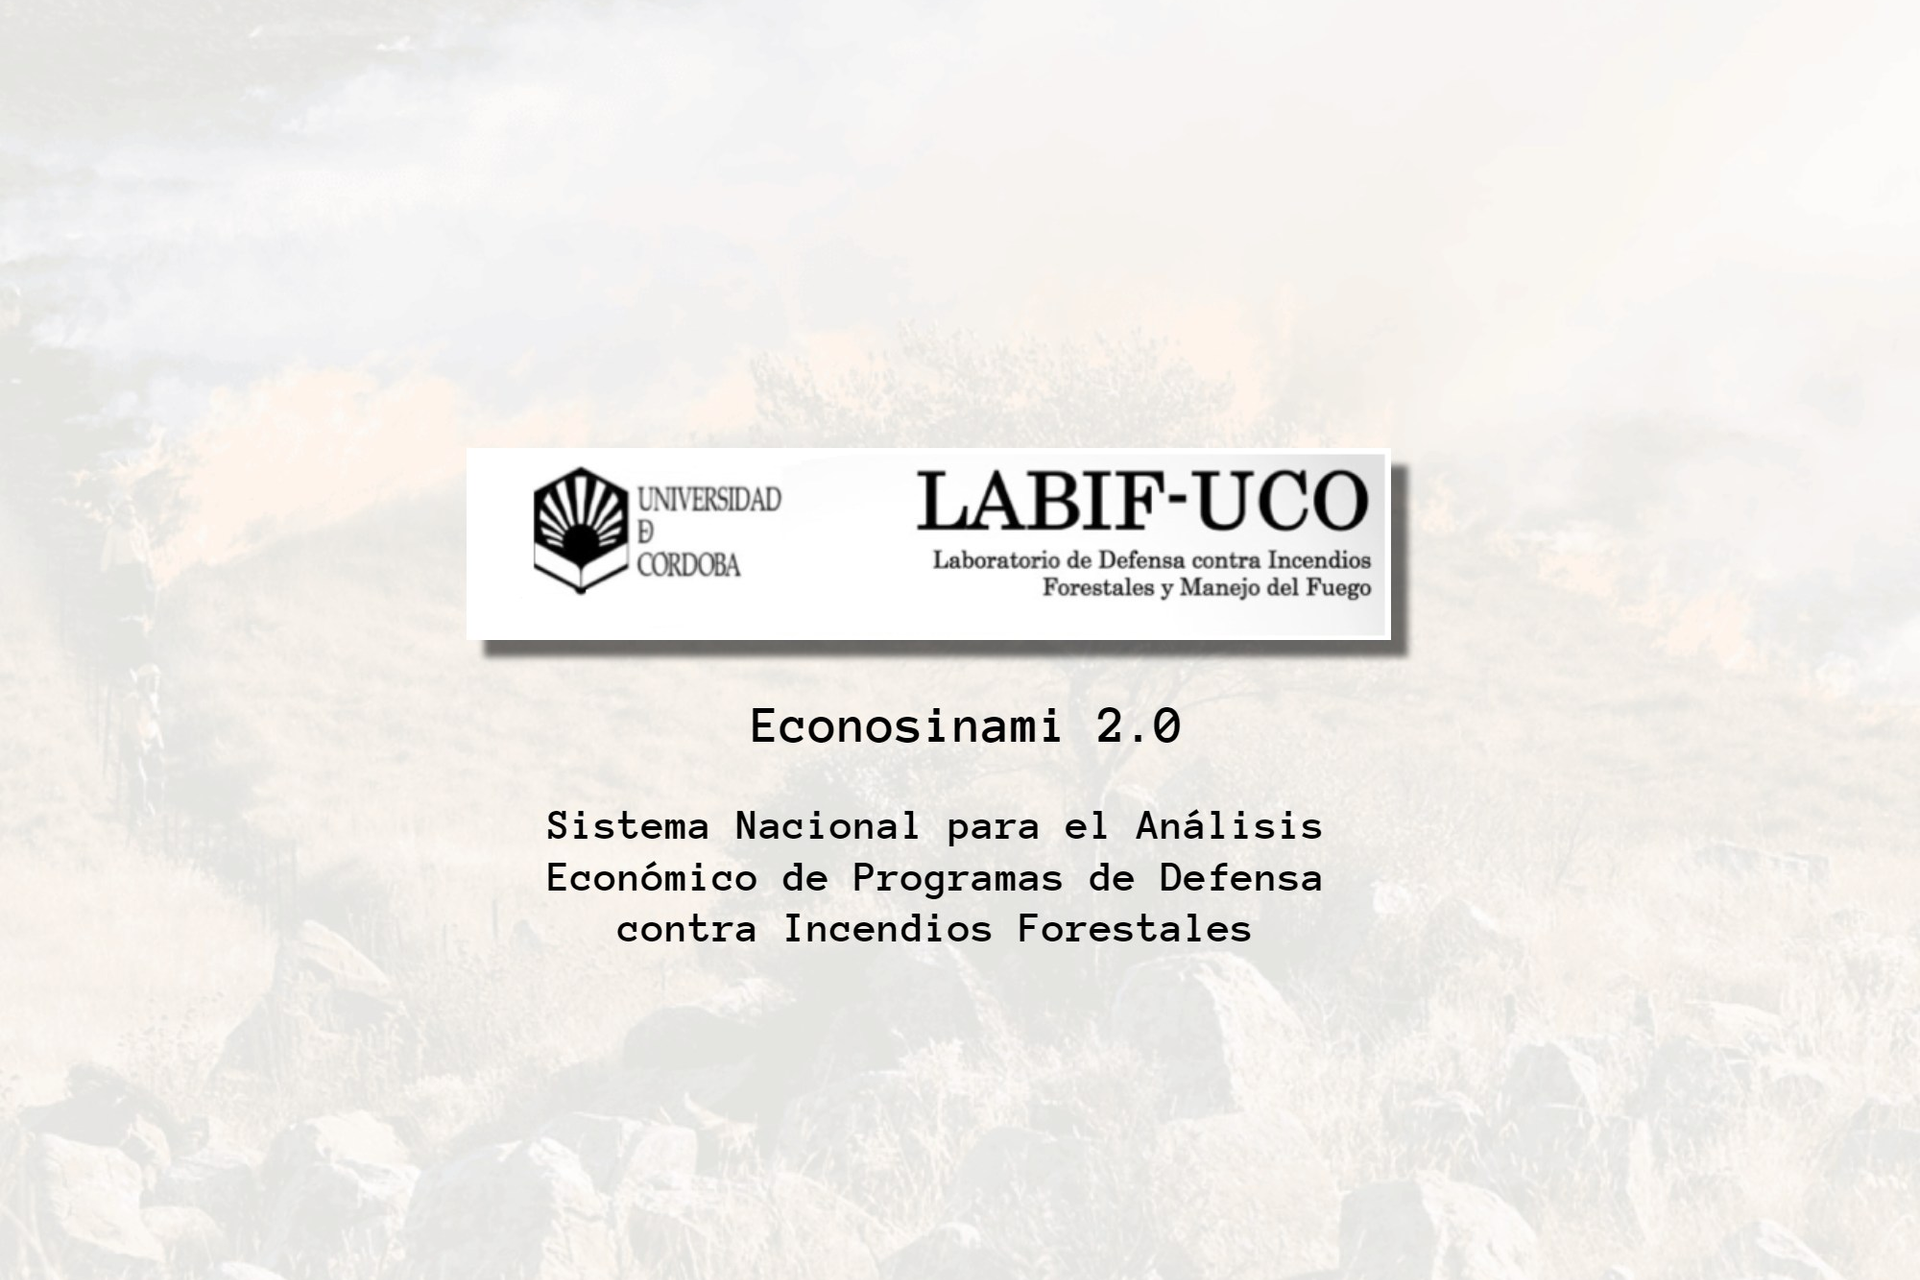 UNIVERSIDAD
Ð
CÓRDOBA
LABIF-UCO
Laboratorio de Defensa contra Incendios
Forestales y Manejo del Fuego
Econosinami 2.0
Sistema Nacional para el Análisis
Económico de Programas de Defensa
contra Incendios Forestales